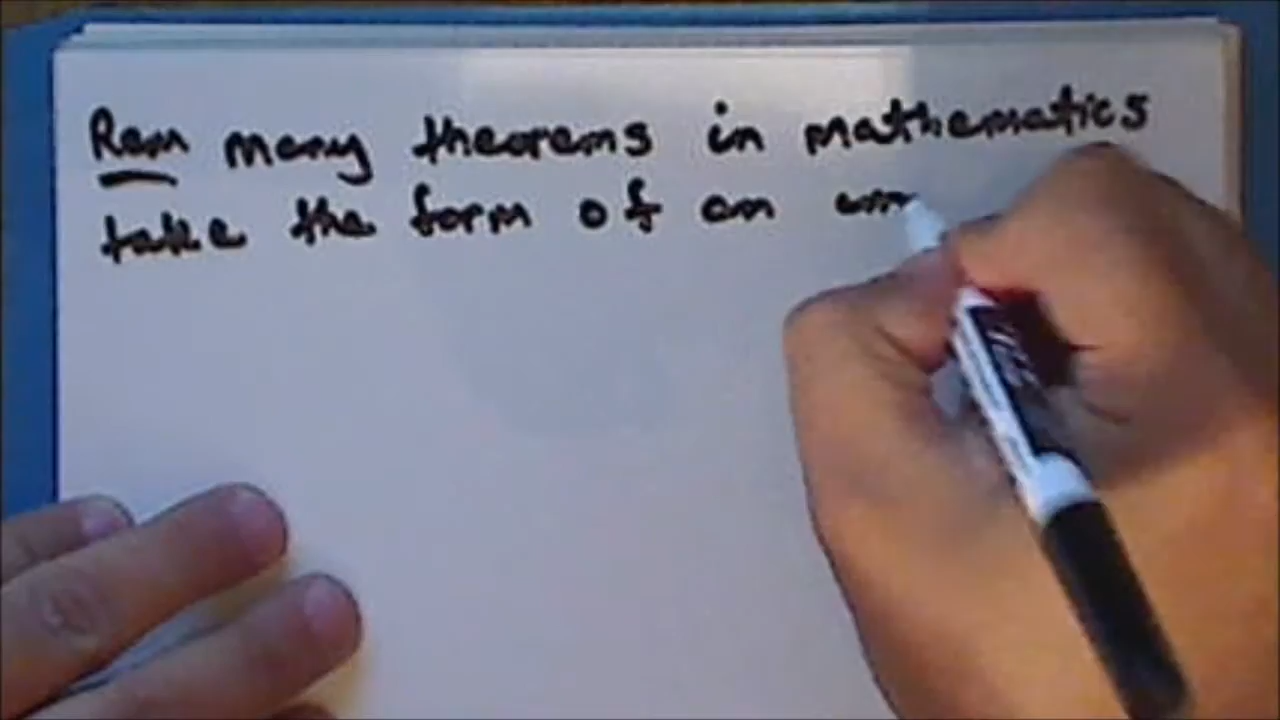 Rem many theorems in mathematics
take the form of an